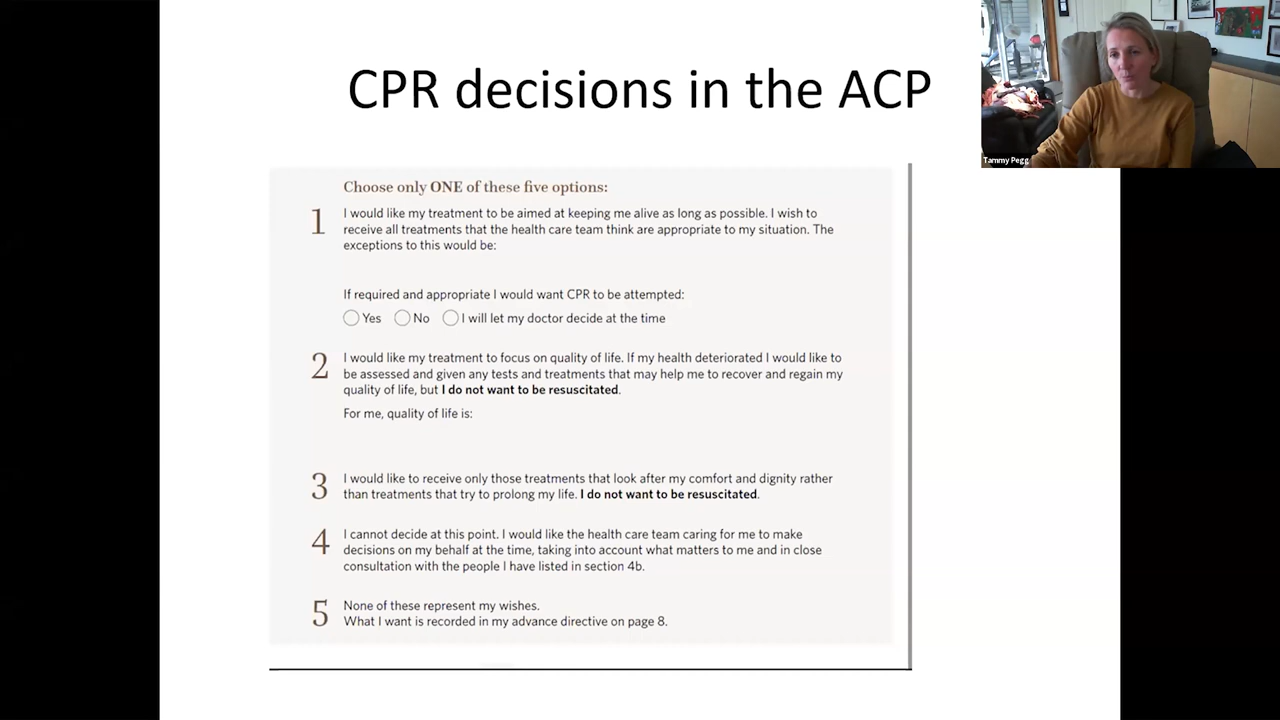 CPR decisions in the ACP
Tammy Pegg
Choose only ONE of these five options:
1 I would like my treatment to be aimed at keeping me alive as long as possible. I wish to
receive all treatments that the health care team think are appropriate to my situation. The
exceptions to this would be:
If required and appropriate I would want CPR to be attempted:
Yes No I will let my doctor decide at the time
2 I would like my treatment to focus on quality of life. If my health deteriorated I would like to
be assessed and given any tests and treatments that may help me to recover and regain my
quality of life, but I do not want to be resuscitated.
For me, quality of life is:
3 I would like to receive only those treatments that look after my comfort and dignity rather
than treatments that try to prolong my life. I do not want to be resuscitated.
4 I cannot decide at this point. I would like the health care team caring for me to make
decisions on my behalf at the time, taking into account what matters to me and in close
consultation with the people I have listed in section 4b.
5 None of these represent my wishes.
What I want is recorded in my advance directive on page 8.